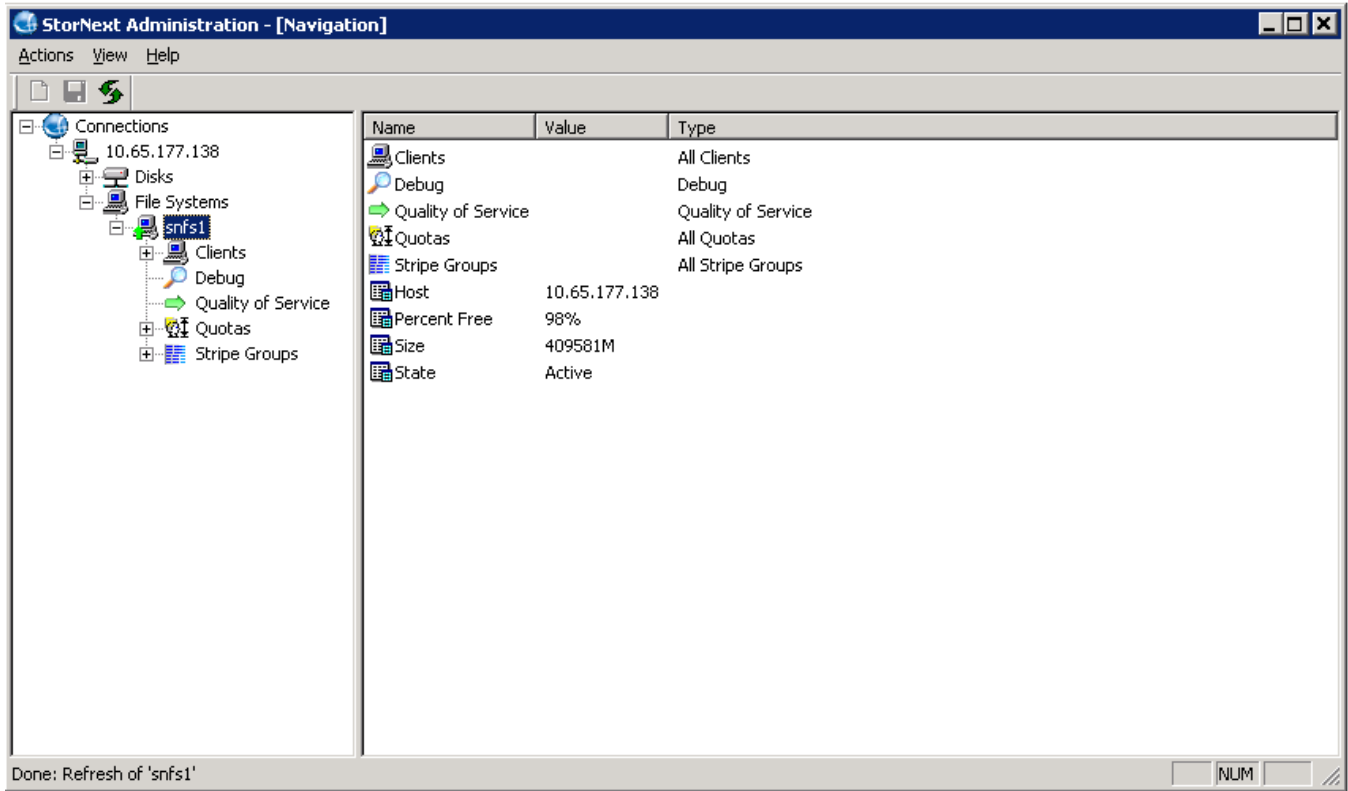 StorNext Administration - [Navigation]
Actions View Help
Connections
10.65.177.138
Disks
File Systems
snfs1
Clients
Debug
Quality of Service
Quotas
Stripe Groups
Name Value Type
Clients All Clients
Debug Debug
Quality of Service Quality of Service
Quotas All Quotas
Stripe Groups All Stripe Groups
Host 10.65.177.138
Percent Free 98%
Size 409581M
State Active
Done: Refresh of 'snfs1'
NUM